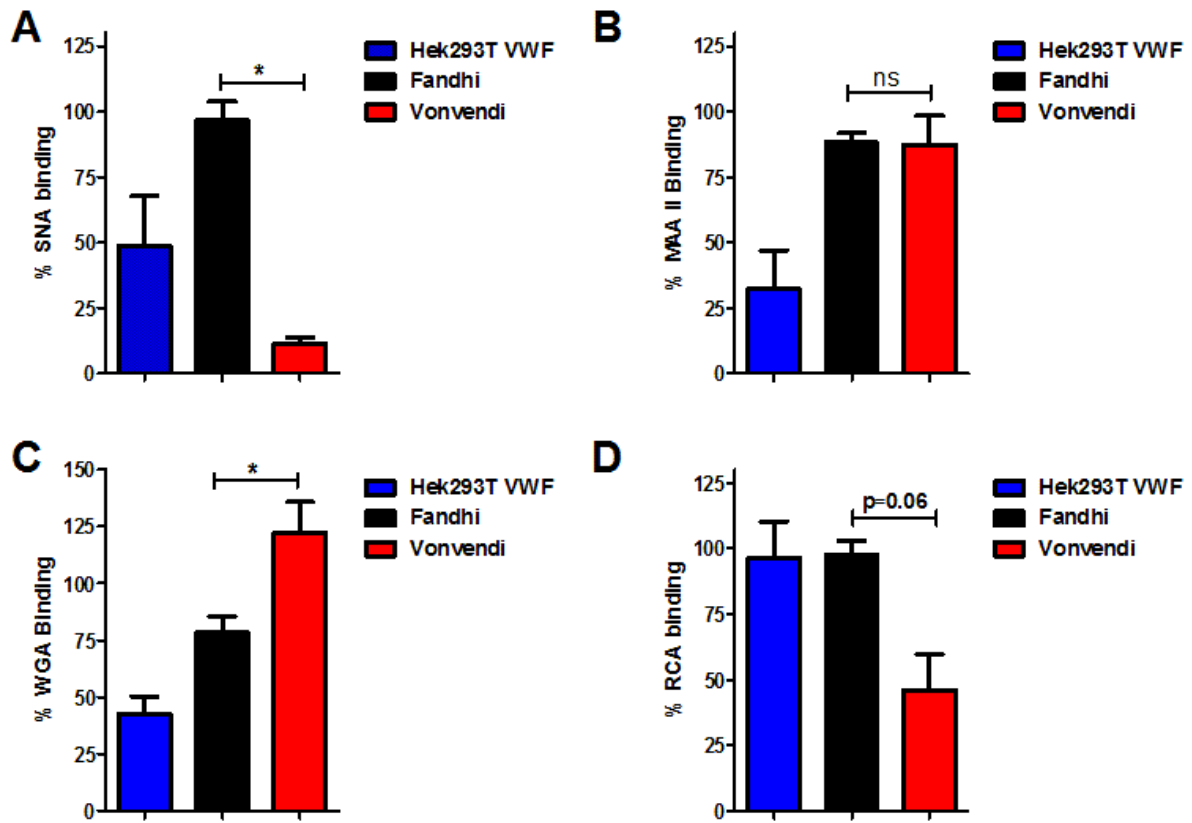 A
% SNA binding
125
100
75
50
25
0
*
Hek293T VWF
Fandhi
Vonvendi
B
% MAA II Binding
125
100
75
50
25
0
ns
Hek293T VWF
Fandhi
Vonvendi
C
% WGA Binding
150
125
100
75
50
25
0
*
Hek293T VWF
Fandhi
Vonvendi
D
% RCA binding
125
100
75
50
25
0
p=0.06
Hek293T VWF
Fandhi
Vonvendi